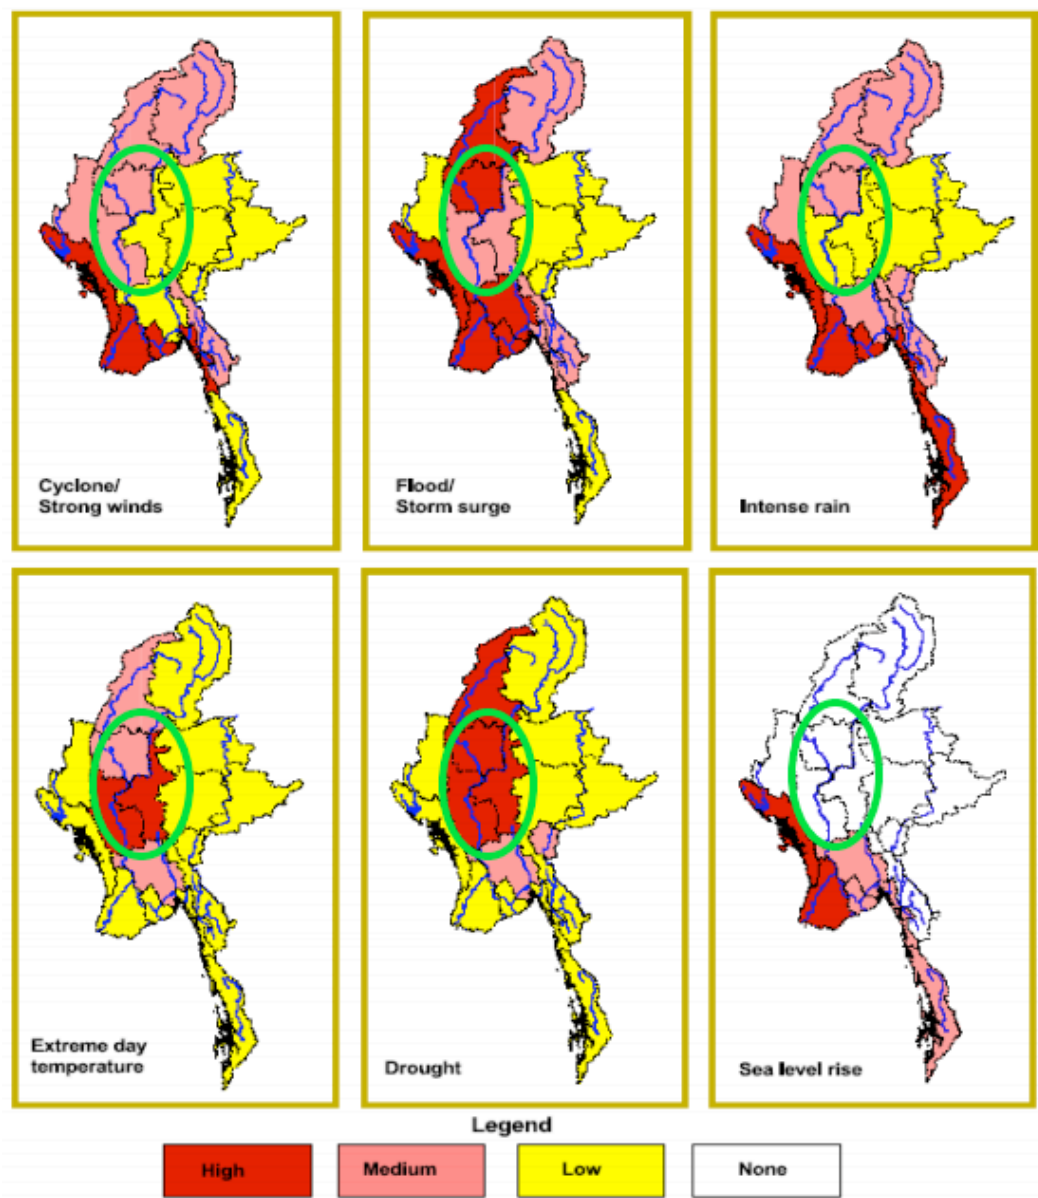 Cyclone/
Strong winds
Flood/
Storm surge
Intense rain
Extreme day
temperature
Drought
Sea level rise
Legend
High
Medium
Low
None